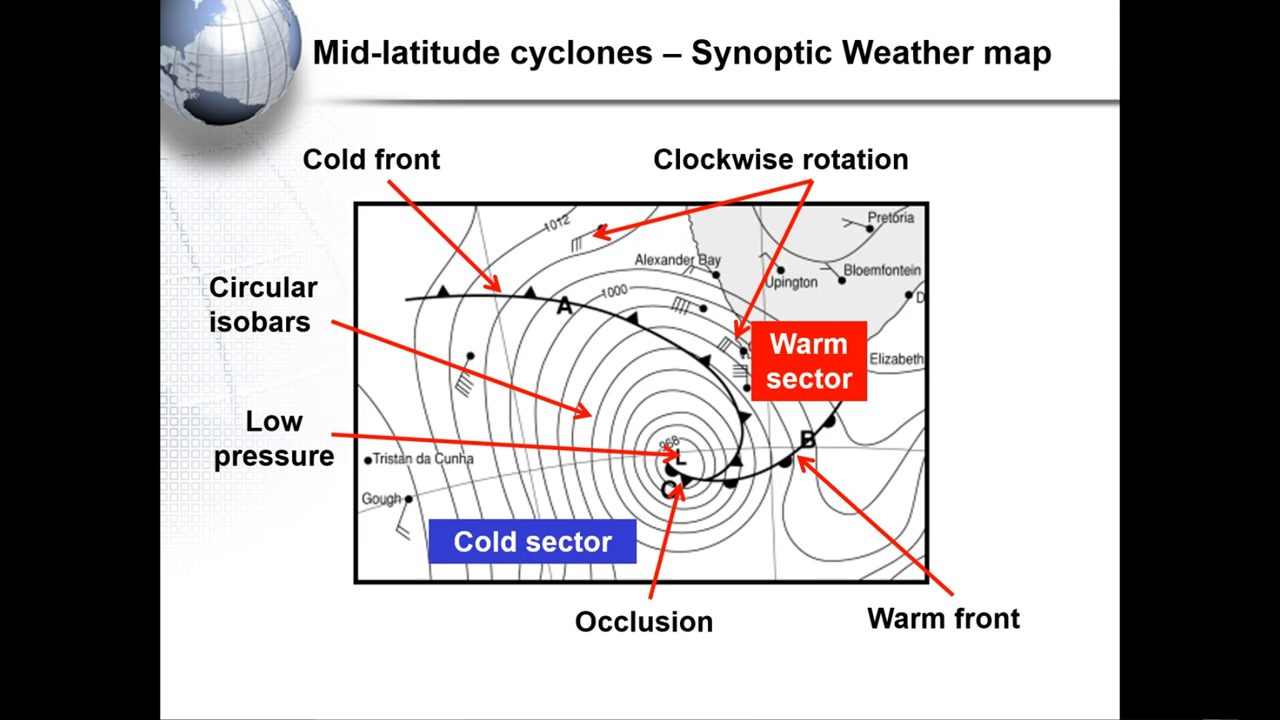 Mid-latitude cyclones – Synoptic Weather map
Cold front
Clockwise rotation
1012
Pretoria
Alexander Bay
Bloemfontein
Upington
Circular
isobars
1000
D
A
Warm
sector
Elizabeth
Low
pressure
968
L
B
Tristan da Cunha
C
Gough
Cold sector
Occlusion
Warm front